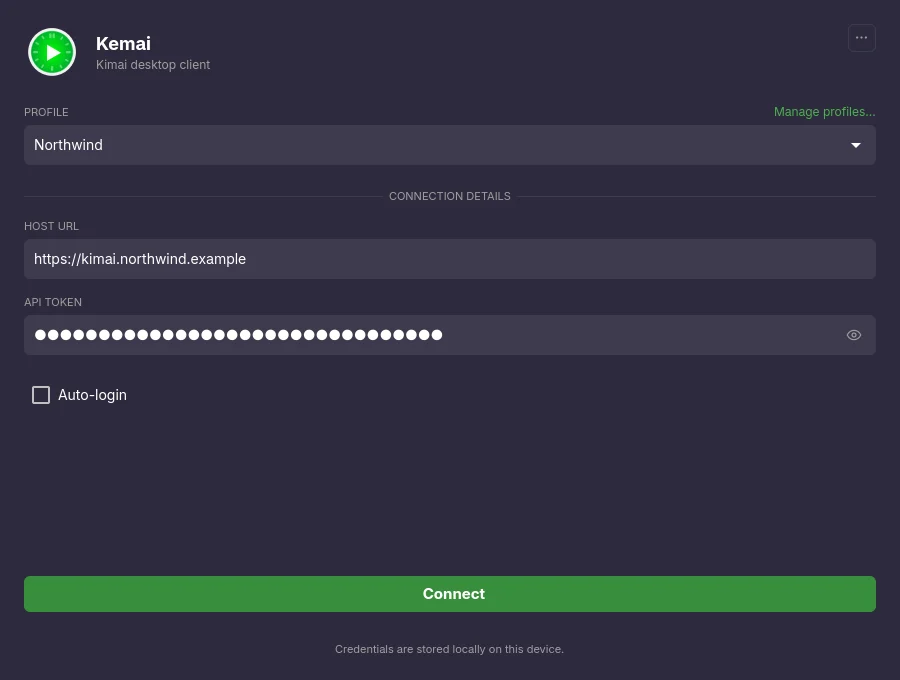 Kemai
Kimai desktop client
PROFILE
Manage profiles...
Northwind
CONNECTION DETAILS
HOST URL
https://kimai.northwind.example
API TOKEN
●●●●●●●●●●●●●●●●●●●●●●●●●●●●●●●●
Auto-login
Connect
Credentials are stored locally on this device.